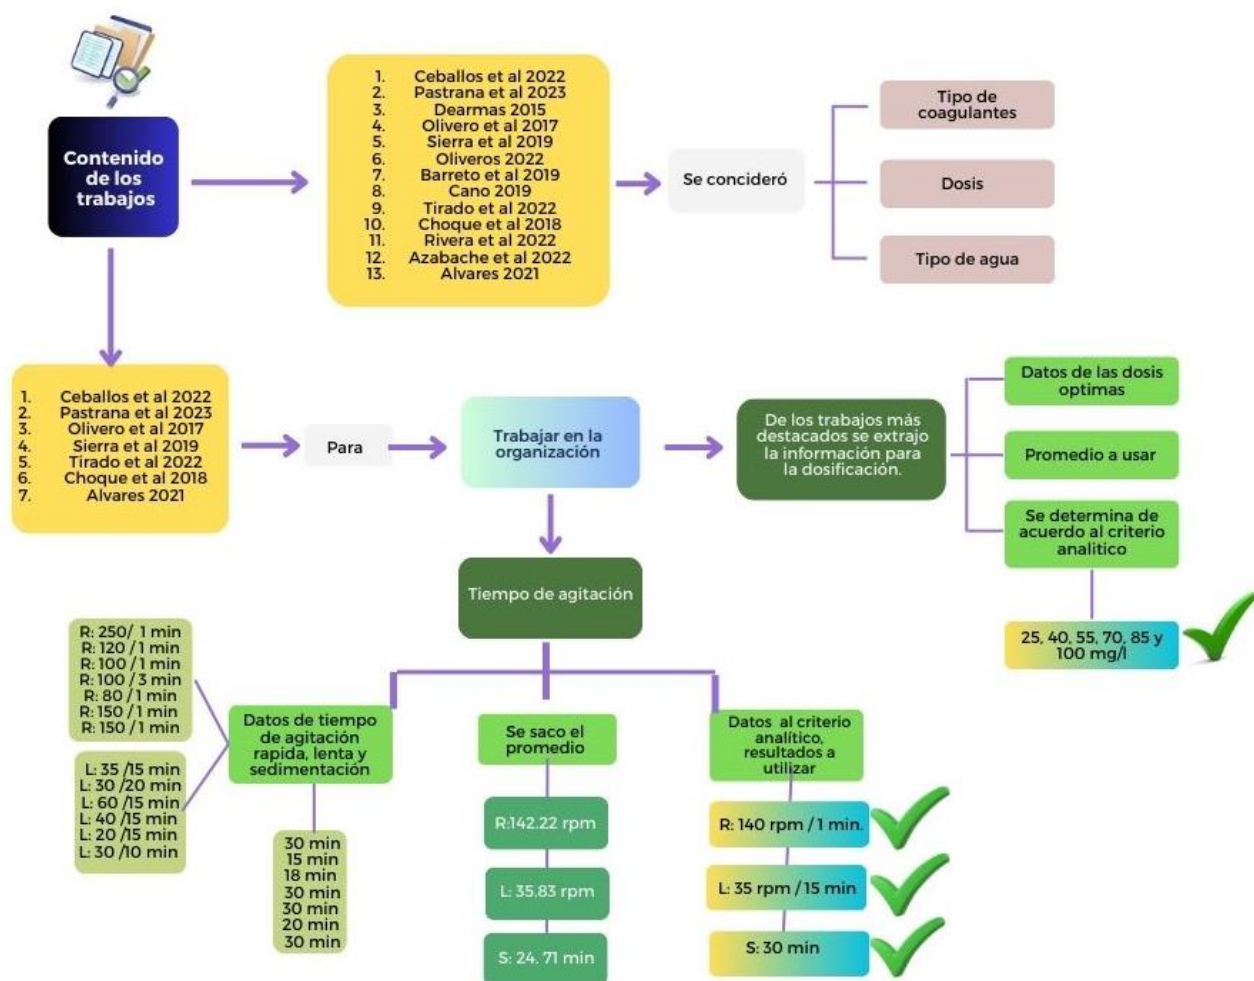 Contenido
de los
trabajos
1. Ceballos et al 2022
2. Pastrana et al 2023
3. Dearmas 2015
4. Olivero et al 2017
5. Sierra et al 2019
6. Oliveros 2022
7. Barreto et al 2019
8. Cano 2019
9. Tirado et al 2022
10. Choque et al 2018
11. Rivera et al 2022
12. Azabache et al 2022
13. Alvares 2021
Se concideró
Tipo de
coagulantes
Dosis
Tipo de agua
1. Ceballos et al 2022
2. Pastrana et al 2023
3. Olivero et al 2017
4. Sierra et al 2019
5. Tirado et al 2022
6. Choque et al 2018
7. Alvares 2021
Para
Trabajar en la
organización
De los trabajos más
destacados se extrajo
la información para
la dosificación.
Datos de las dosis
optimas
Promedio a usar
Se determina de
acuerdo al criterio
analitico
25, 40, 55, 70, 85 y
100 mg/l
Tiempo de agitación
R: 250/ 1 min
R: 120 /1 min
R: 100 /1 min
R: 100 /3 min
R: 80 /1 min
R: 150 /1 min
R: 150 /1 min
L: 35 /15 min
L: 30 /20 min
L: 60 /15 min
L: 40 /15 min
L: 20 /15 min
L: 30 /10 min
Datos de tiempo
de agitación
rapida, lenta y
sedimentación
30 min
15 min
18 min
30 min
30 min
20 min
30 min
Se saco el
promedio
R:142.22 rpm
L: 35.83 rpm
S: 24. 71 min
Datos al criterio
analítico,
resultados a
utilizar
R: 140 rpm / 1 min.
L: 35 rpm / 15 min
S: 30 min